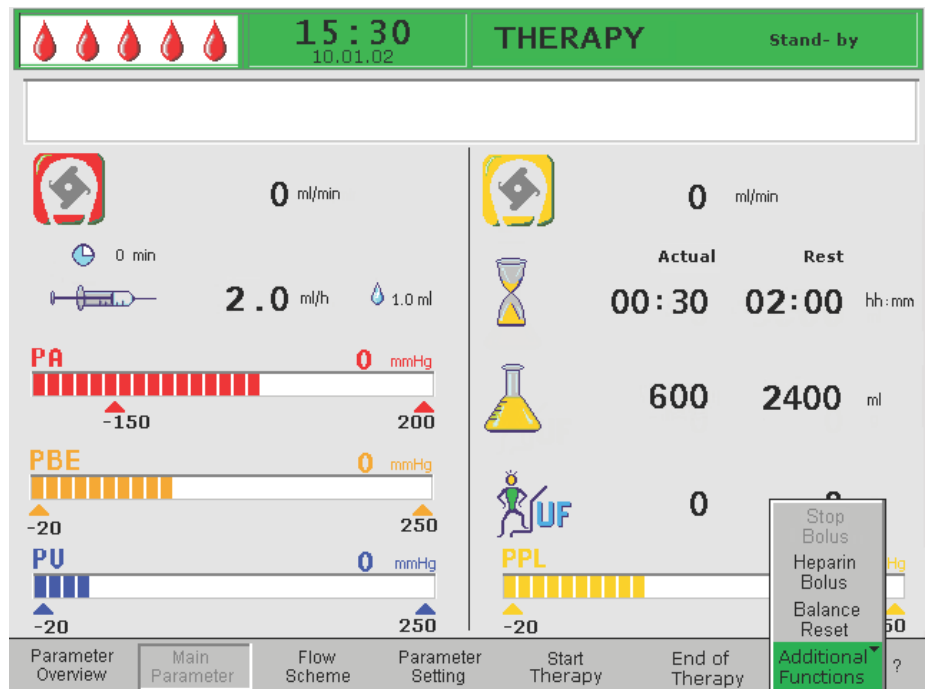 15:30
10.01.02
THERAPY
Stand- by
0 ml/min
0 min
2.0 ml/h 1.0 ml
PA 0 mmHg
-150 200
PBE 0 mmHg
-20 250
PV 0 mmHg
-20 250
0 ml/min
Actual Rest
00:30 02:00 hh:mm
600 2400 ml
UF 0
PPL
-20
Stop
Bolus
Heparin
Bolus
Balance
Reset
Additional
Functions
Parameter
Overview
Main
Parameter
Flow
Scheme
Parameter
Setting
Start
Therapy
End of
Therapy
?